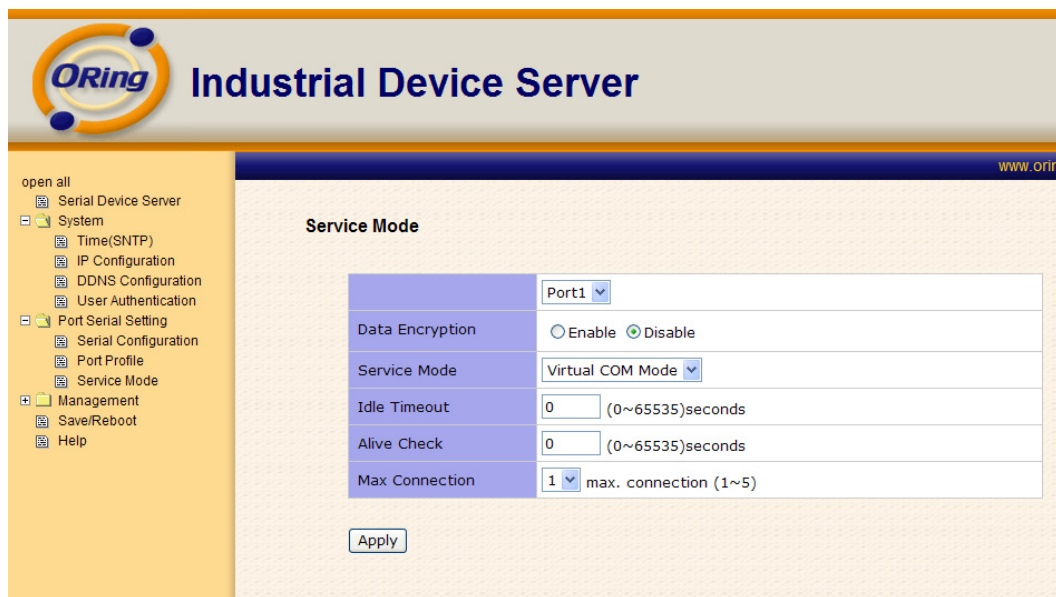 ORing
Industrial Device Server
www.orin
open all
Serial Device Server
System
Time(SNTP)
IP Configuration
DDNS Configuration
User Authentication
Port Serial Setting
Serial Configuration
Port Profile
Service Mode
Management
Save/Reboot
Help
Service Mode
Port1
Data Encryption Enable Disable
Service Mode Virtual COM Mode
Idle Timeout 0 (0~65535)seconds
Alive Check 0 (0~65535)seconds
Max Connection 1 max. connection (1~5)
Apply